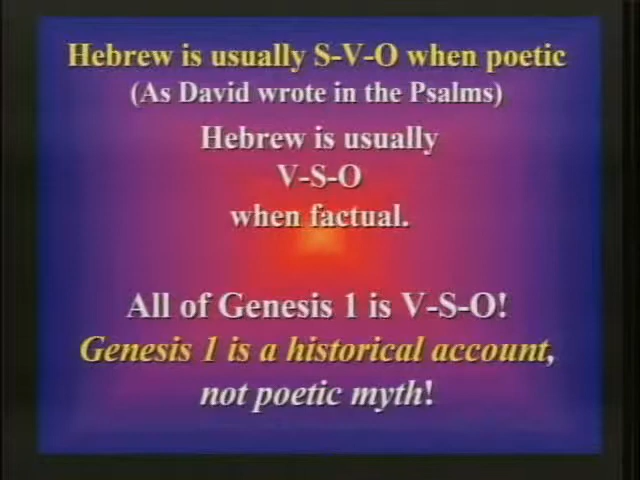 Hebrew is usually S-V-O when poetic
(As David wrote in the Psalms)
Hebrew is usually
V-S-O
when factual.
All of Genesis 1 is V-S-O!
Genesis 1 is a historical account,
not poetic myth!